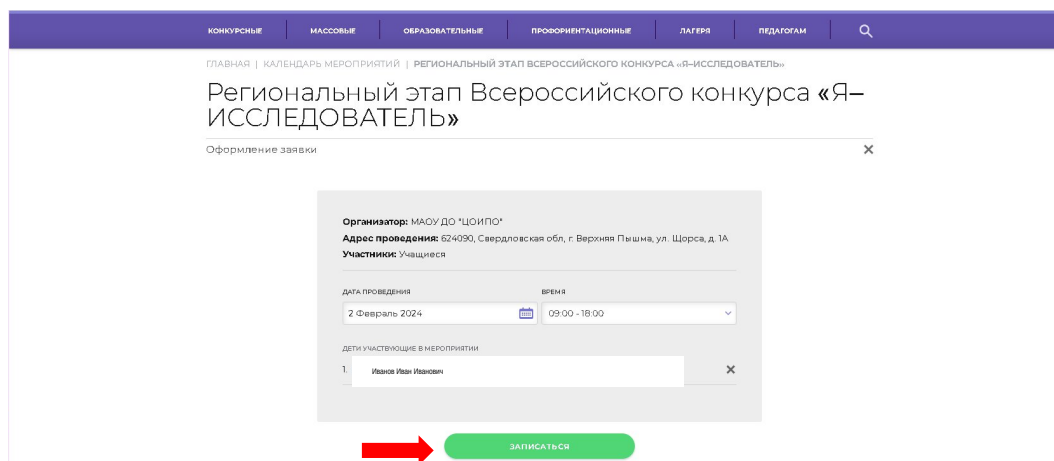 КОНКУРСНЫЕ МАССОВЫЕ ОБРАЗОВАТЕЛЬНЫЕ ПРОФОРИЕНТАЦИОННЫЕ ЛАГЕРЯ ПЕДАГОГАМ
ГЛАВНАЯ | КАЛЕНДАРЬ МЕРОПРИЯТИЙ | РЕГИОНАЛЬНЫЙ ЭТАП ВСЕРОССИЙСКОГО КОНКУРСА «Я–ИССЛЕДОВАТЕЛЬ»
Региональный этап Всероссийского конкурса «Я–
ИССЛЕДОВАТЕЛЬ»
Оформление заявки
Организатор: МАОУ ДО "ЦОИПО"
Адрес проведения: 624090, Свердловская обл, г. Верхняя Пышма, ул. Щорса, д. 1А
Участники: Учащиеся
ДАТА ПРОВЕДЕНИЯ ВРЕМЯ
2 Февраль 2024 09:00 - 18:00
ДЕТИ УЧАСТВУЮЩИЕ В МЕРОПРИЯТИИ
1. Иванов Иван Иванович
ЗАПИСАТЬСЯ